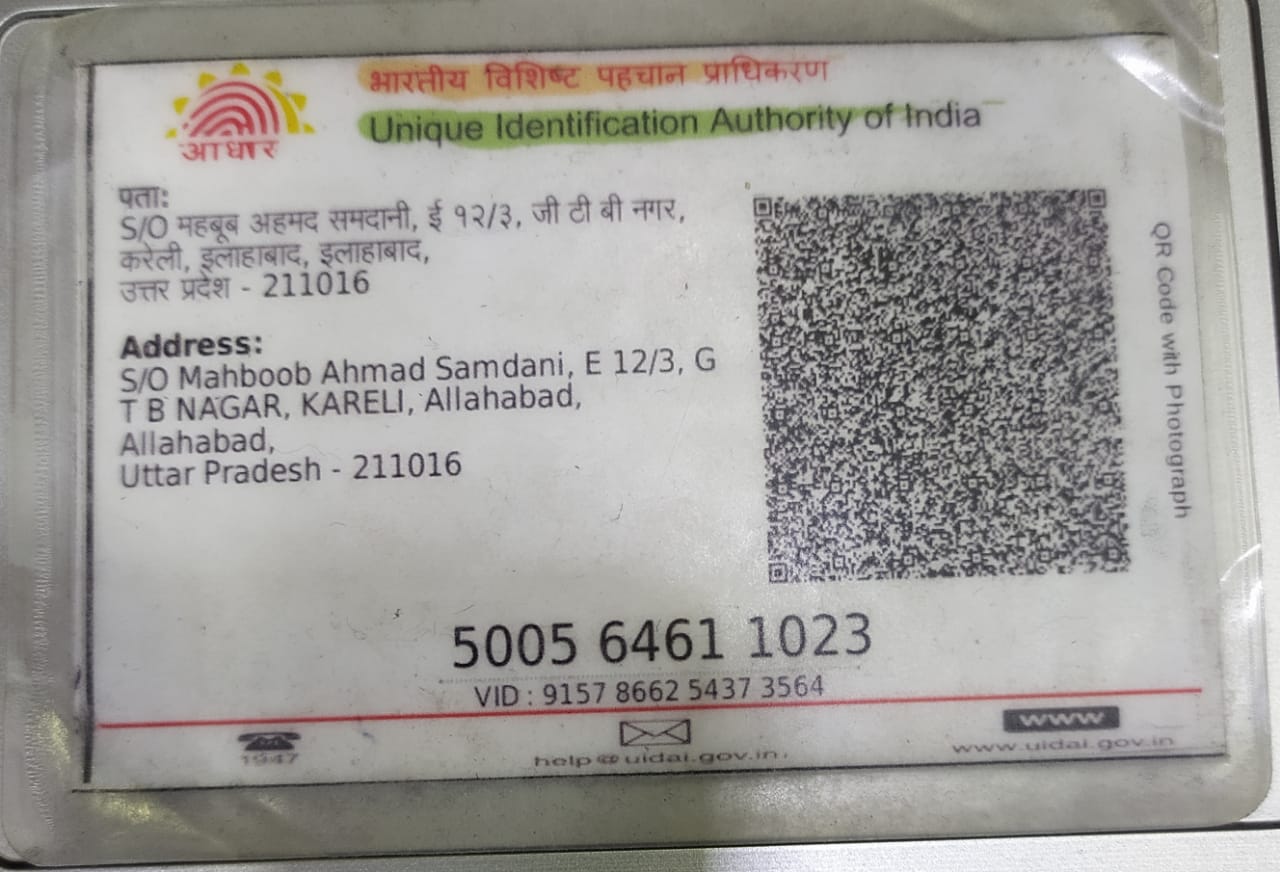 भारतीय विशिष्ट पहचान प्राधिकरण
Unique Identification Authority of India
आधार
पता:
S/O महबूब अहमद समदानी, ई १२/३, जी टी बी नगर,
करेली, इलाहाबाद, इलाहाबाद,
उत्तर प्रदेश - 211016
Address:
S/O Mahboob Ahmad Samdani, E 12/3, G
T B NAGAR, KARELI, Allahabad,
Allahabad,
Uttar Pradesh - 211016
QR Code with Photograph
5005 6461 1023
VID : 9157 8662 5437 3564
1947
help@uidai.gov.in
www
www.uidai.gov.in